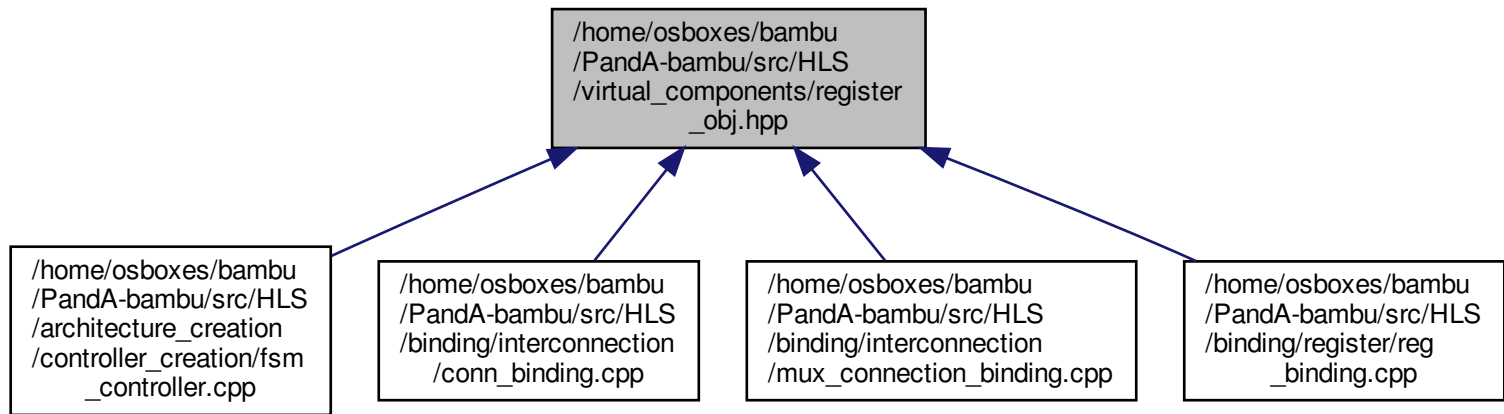 /home/osboxes/bambu
/PandA-bambu/src/HLS
/virtual_components/register
_obj.hpp
/home/osboxes/bambu
/PandA-bambu/src/HLS
/architecture_creation
/controller_creation/fsm
_controller.cpp
/home/osboxes/bambu
/PandA-bambu/src/HLS
/binding/interconnection
/conn_binding.cpp
/home/osboxes/bambu
/PandA-bambu/src/HLS
/binding/interconnection
/mux_connection_binding.cpp
/home/osboxes/bambu
/PandA-bambu/src/HLS
/binding/register/reg
_binding.cpp